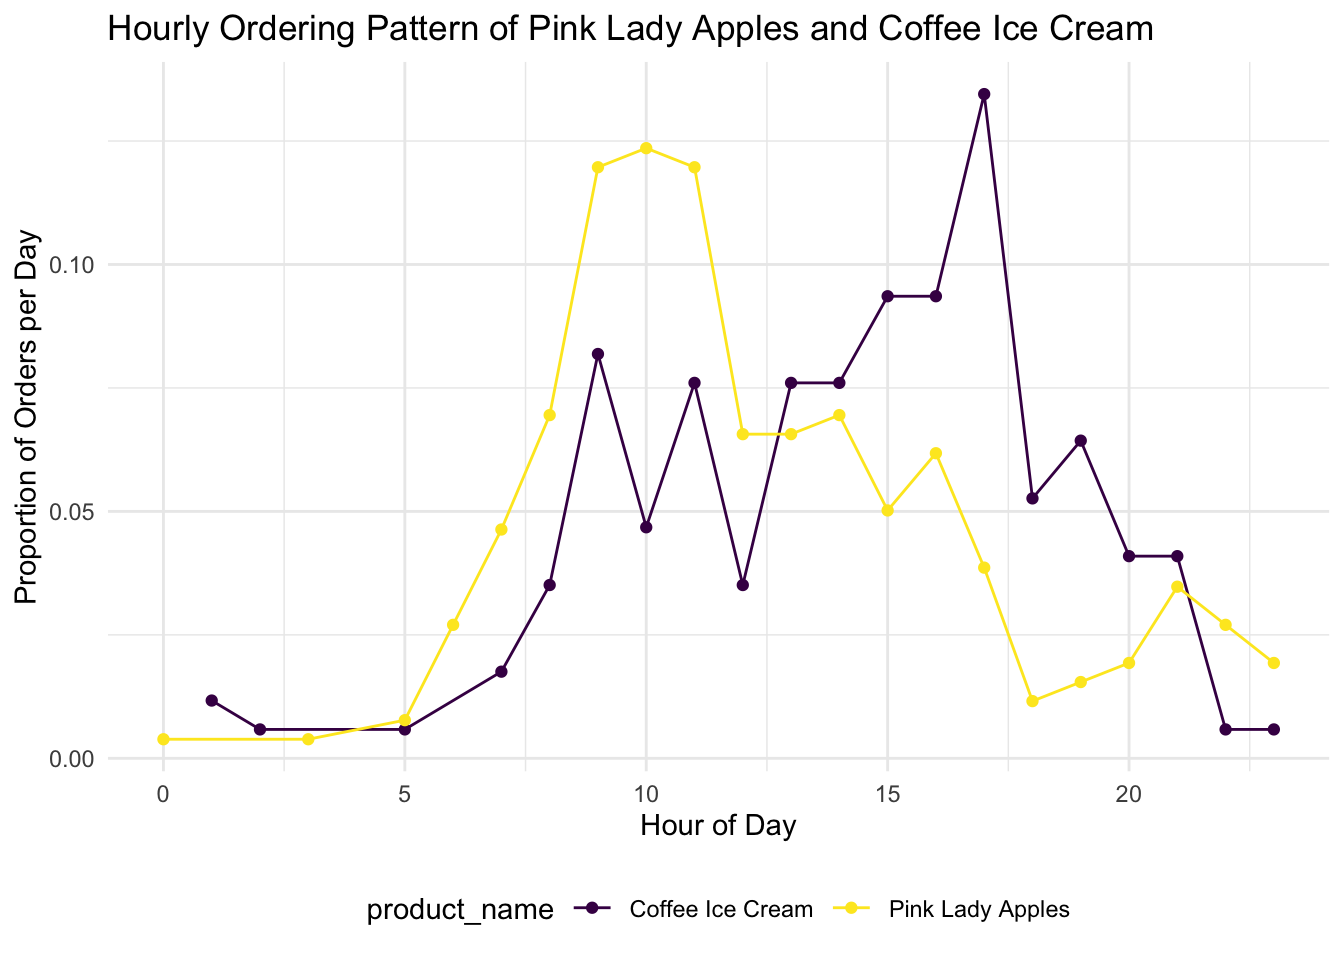 Hourly Ordering Pattern of Pink Lady Apples and Coffee Ice Cream
Proportion of Orders per Day
0.10
0.05
0.00
0 5 10 15 20
Hour of Day
product_name Coffee Ice Cream Pink Lady Apples